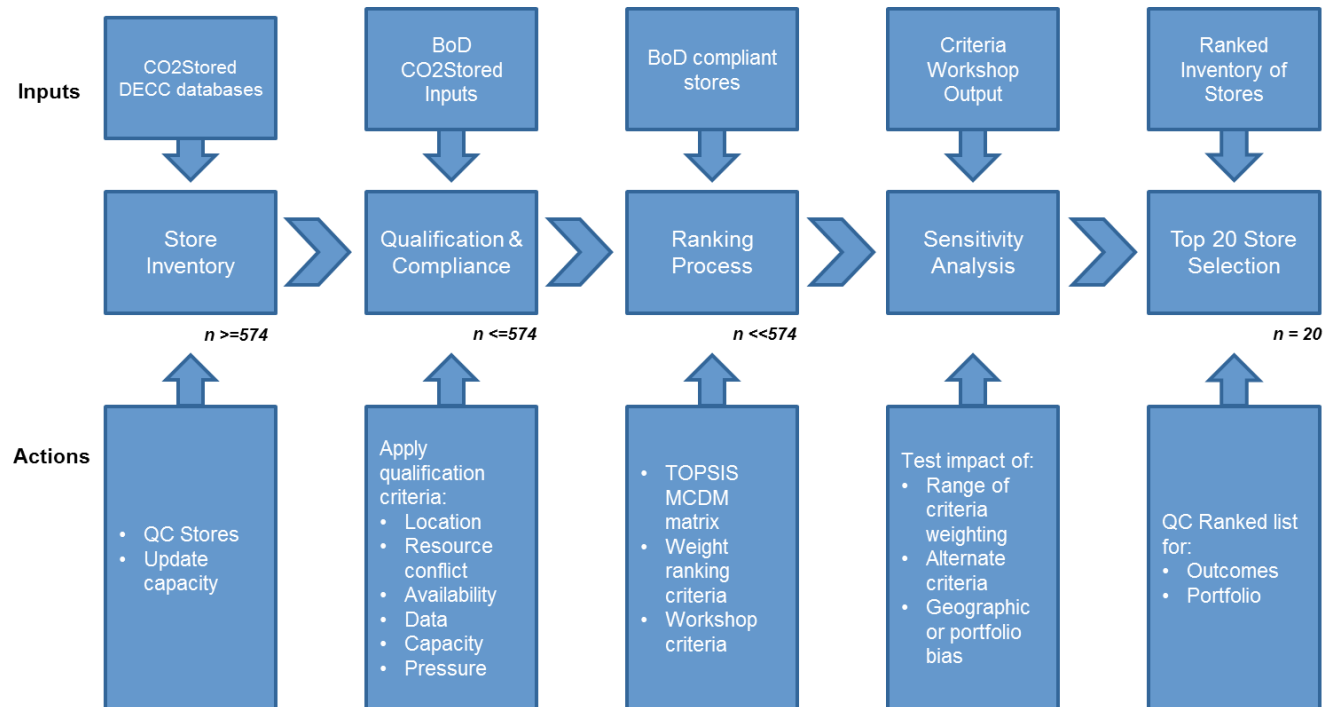 Inputs
CO2Stored
DECC databases
BoD
CO2Stored
Inputs
BoD compliant
stores
Criteria
Workshop
Output
Ranked
Inventory of
Stores
Store
Inventory
Qualification &
Compliance
Ranking
Process
Sensitivity
Analysis
Top 20 Store
Selection
n >=574
n <=574
n <<574
n = 20
Actions
• QC Stores
• Update
capacity
Apply
qualification
criteria:
• Location
• Resource
conflict
• Availability
• Data
• Capacity
• Pressure
• TOPSIS
MCDM
matrix
• Weight
ranking
criteria
• Workshop
criteria
Test impact of:
• Range of
criteria
weighting
• Alternate
criteria
• Geographic
or portfolio
bias
QC Ranked list
for:
• Outcomes
• Portfolio